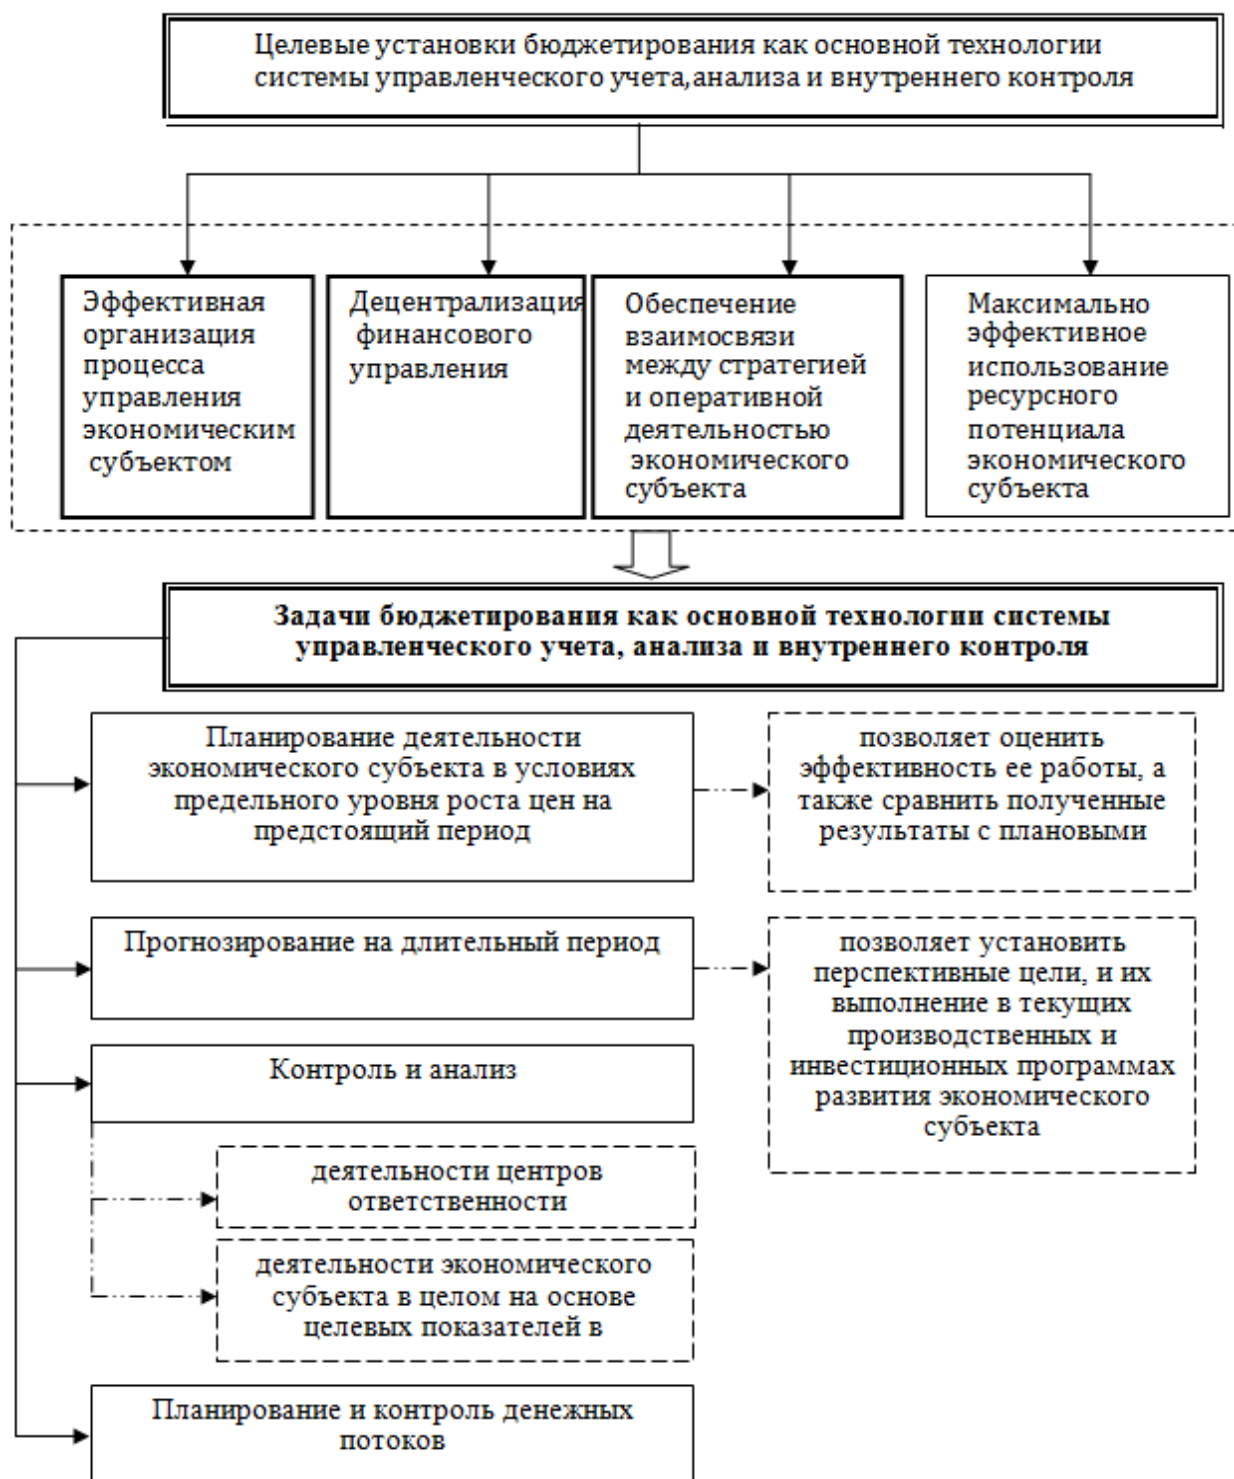 Целевые установки бюджетирования как основной технологии
системы управленческого учета, анализа и внутреннего контроля
Эффективная
организация
процесса
управления
экономическим
субъектом
Децентрализация
финансового
управления
Обеспечение
взаимосвязи
между стратегией
и оперативной
деятельностью
экономического
субъекта
Максимально
эффективное
использование
ресурсного
потенциала
экономического
субъекта
Задачи бюджетирования как основной технологии системы
управленческого учета, анализа и внутреннего контроля
Планирование деятельности
экономического субъекта в условиях
предельного уровня роста цен на
предстоящий период
позволяет оценить
эффективность ее работы, а
также сравнить полученные
результаты с плановыми
Прогнозирование на длительный период
позволяет установить
перспективные цели, и их
выполнение в текущих
производственных и
инвестиционных программах
развития экономического
субъекта
Контроль и анализ
деятельности центров
ответственности
деятельности экономического
субъекта в целом на основе
целевых показателей в
Планирование и контроль денежных
потоков